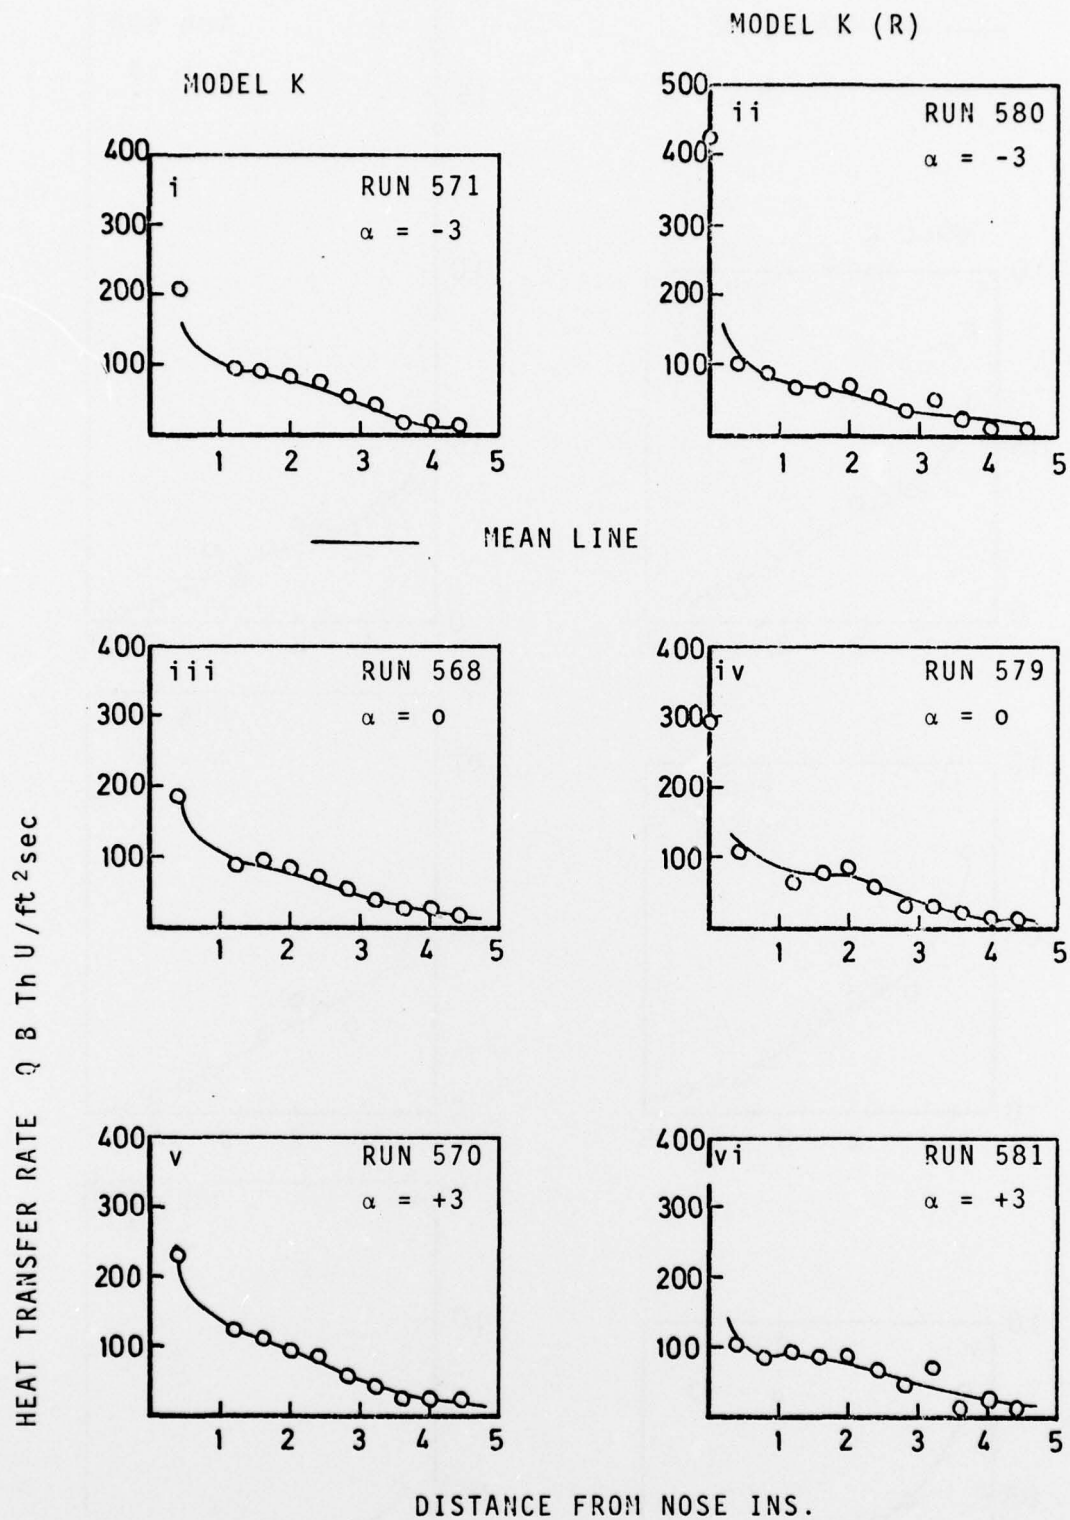 MODEL K (R)
MODEL K
400
300
200
100
i
RUN 571
α = -3
1 2 3 4 5
500
400
300
200
100
ii
RUN 580
α = -3
1 2 3 4 5
MEAN LINE
400
300
200
100
iii
RUN 568
α = 0
1 2 3 4 5
400
300
200
100
iv
RUN 579
α = 0
1 2 3 4 5
400
300
200
100
v
RUN 570
α = +3
1 2 3 4 5
400
300
200
100
vi
RUN 581
α = +3
1 2 3 4 5
HEAT TRANSFER RATE Q B Th U/ft²sec
DISTANCE FROM NOSE INS.